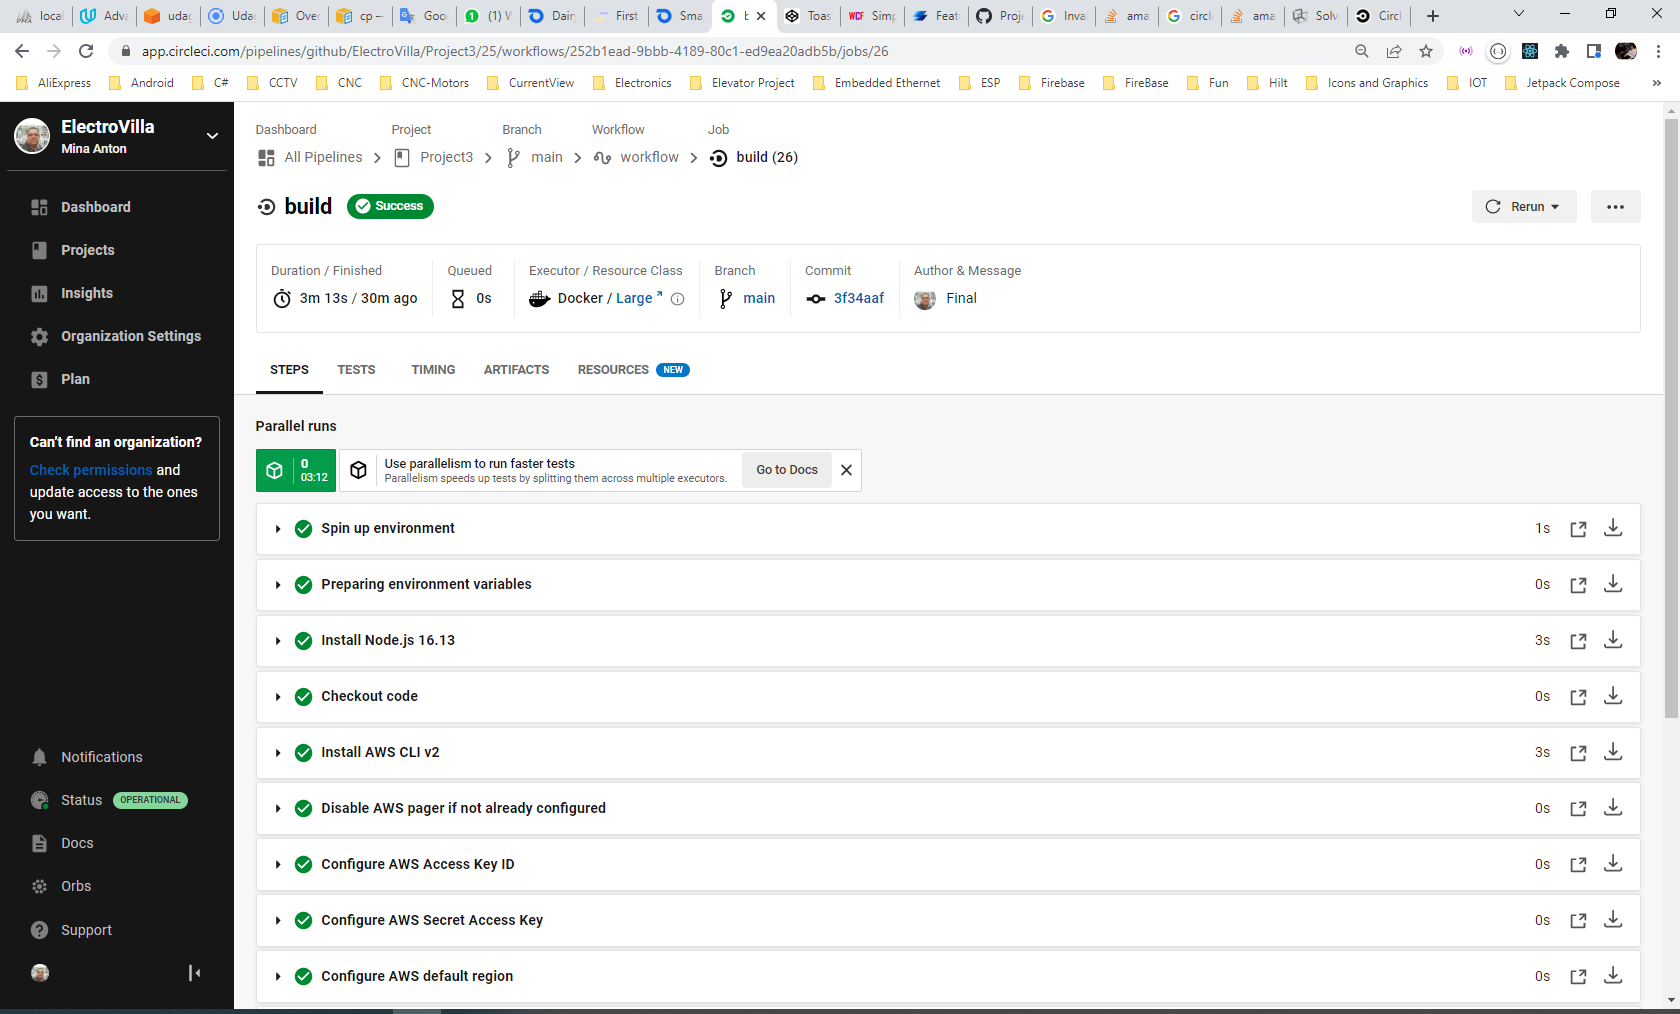 local
Adva
udag
Udac
Over
cp –
Goo
(1) W
Dair
First
Sma
b
Toas
Simp
Feat
Proje
Inva
ama
circl
ama
Solv
Circl
app.circleci.com/pipelines/github/ElectroVilla/Project3/25/workflows/252b1ead-9bbb-4189-80c1-ed9ea20adb5b/jobs/26
AliExpress Android C# CCTV CNC CNC-Motors CurrentView Electronics Elevator Project Embedded Ethernet ESP Firebase FireBase Fun Hilt Icons and Graphics IOT Jetpack Compose »
ElectroVilla
Mina Anton
Dashboard
Projects
Insights
Organization Settings
Plan
Can't find an organization?
Check permissions and
update access to the ones
you want.
Notifications
Status OPERATIONAL
Docs
Orbs
Support
Dashboard Project Branch Workflow Job
All Pipelines Project3 main workflow build (26)
build Success
Rerun
Duration / Finished Queued Executor / Resource Class Branch Commit Author & Message
3m 13s / 30m ago 0s Docker / Large main 3f34aaf Final
STEPS TESTS TIMING ARTIFACTS RESOURCES NEW
Parallel runs
0
03:12
Use parallelism to run faster tests
Parallelism speeds up tests by splitting them across multiple executors.
Go to Docs
Spin up environment 1s
Preparing environment variables 0s
Install Node.js 16.13 3s
Checkout code 0s
Install AWS CLI v2 3s
Disable AWS pager if not already configured 0s
Configure AWS Access Key ID 0s
Configure AWS Secret Access Key 0s
Configure AWS default region 0s